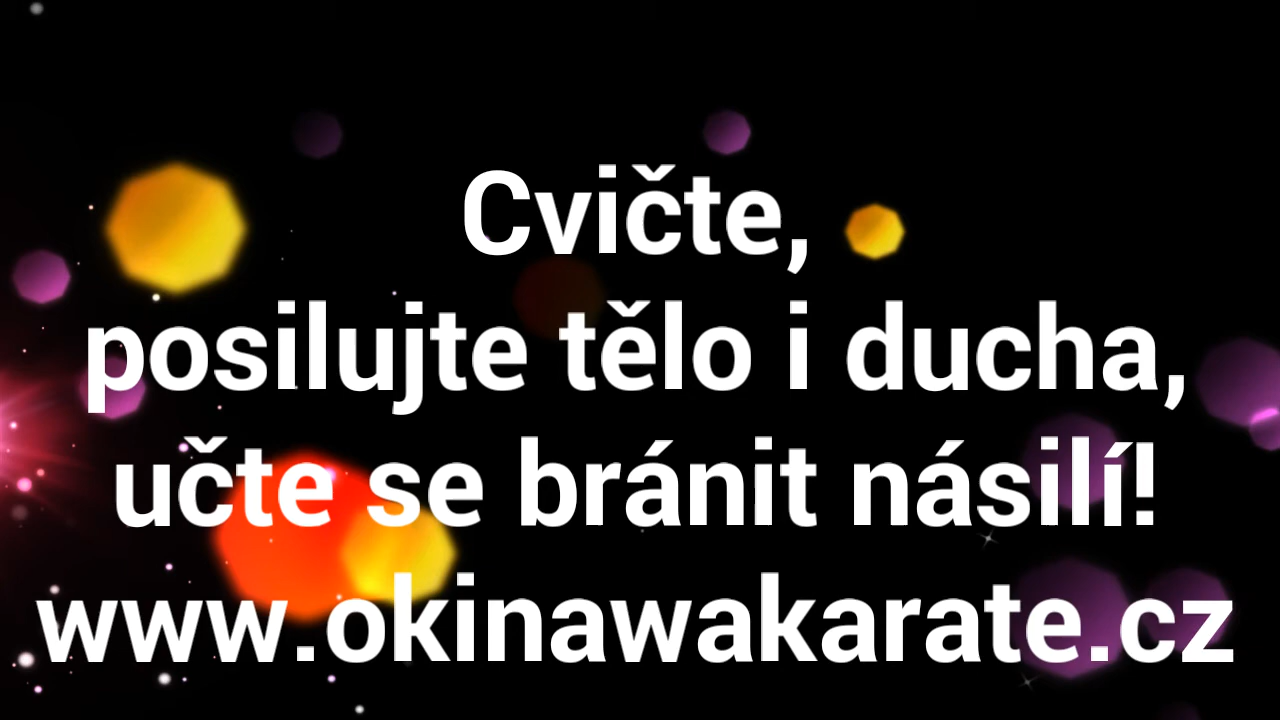 Cvičte,
posilujte tělo i ducha,
učte se bránit násilí!
www.okinawakarate.cz